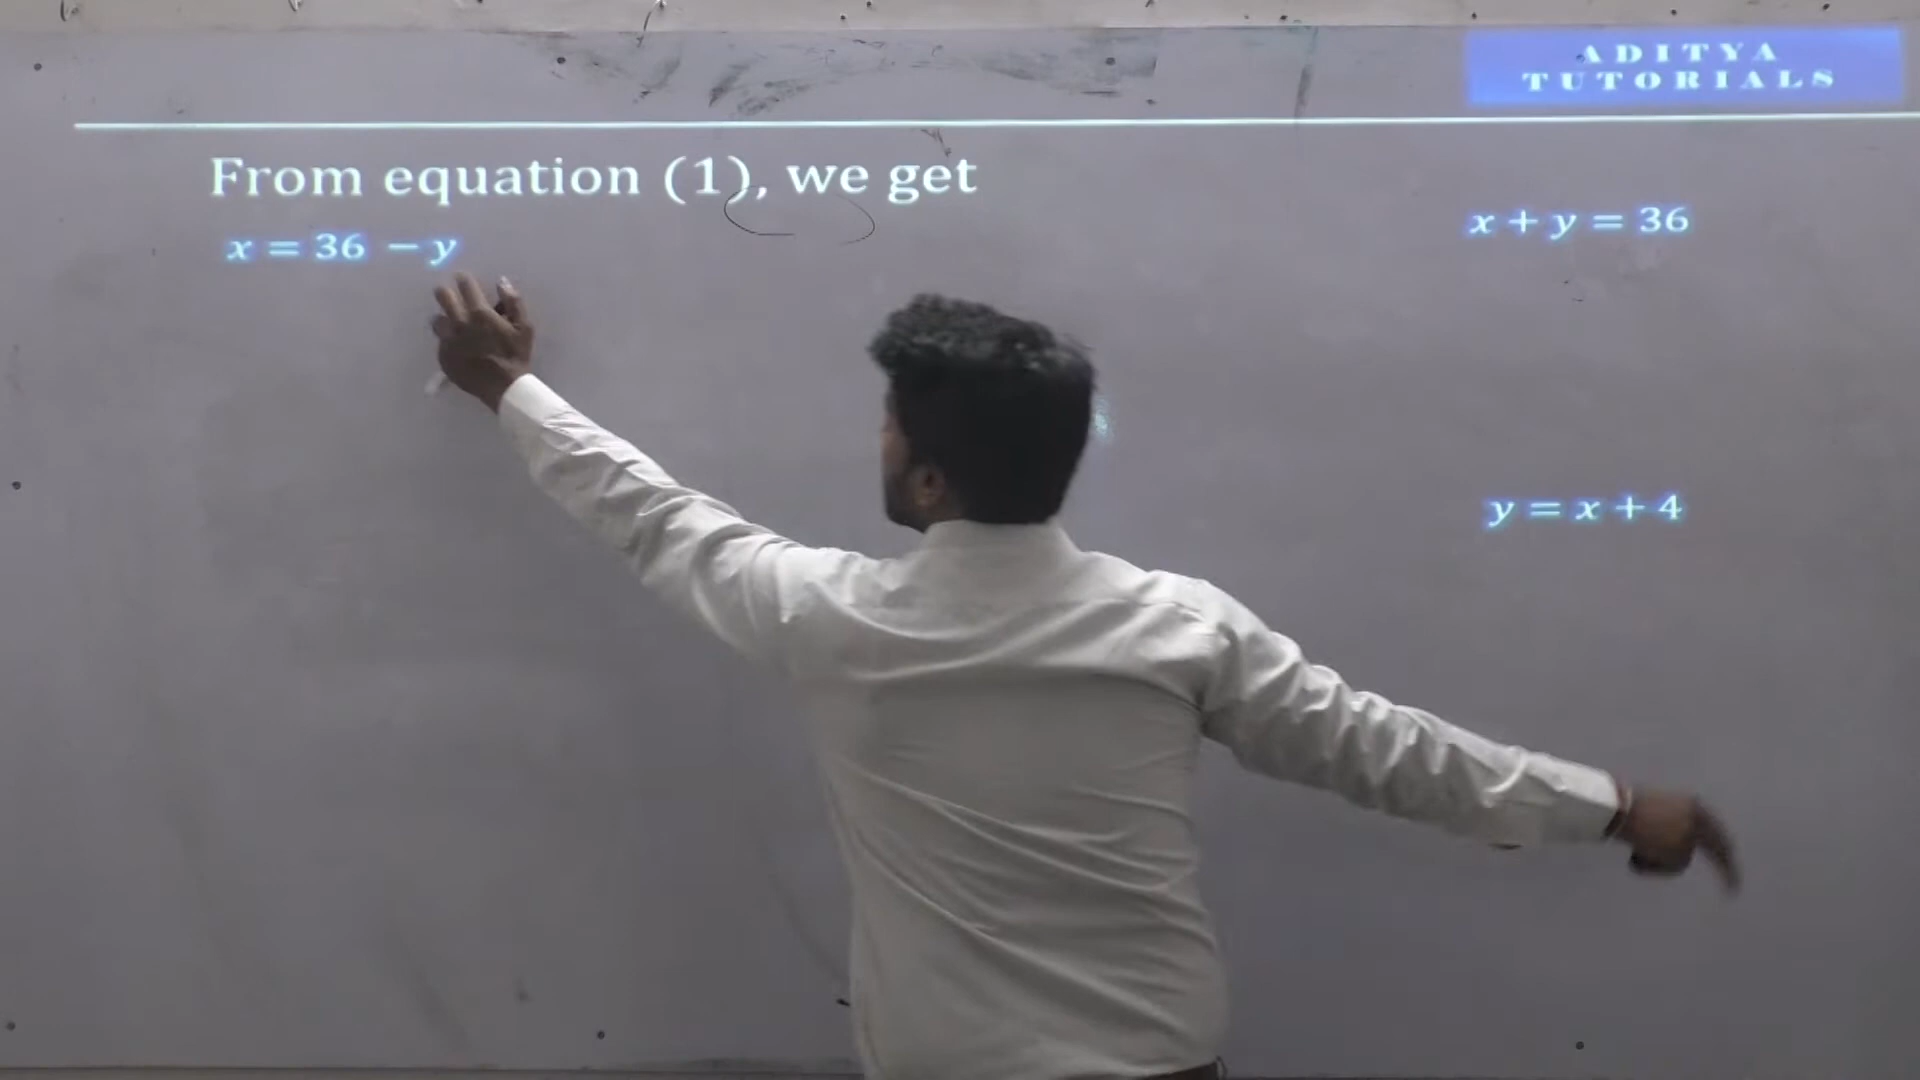 ADITYA
TUTORIALS
From equation (1), we get
x = 36 − y
x + y = 36
y = x + 4